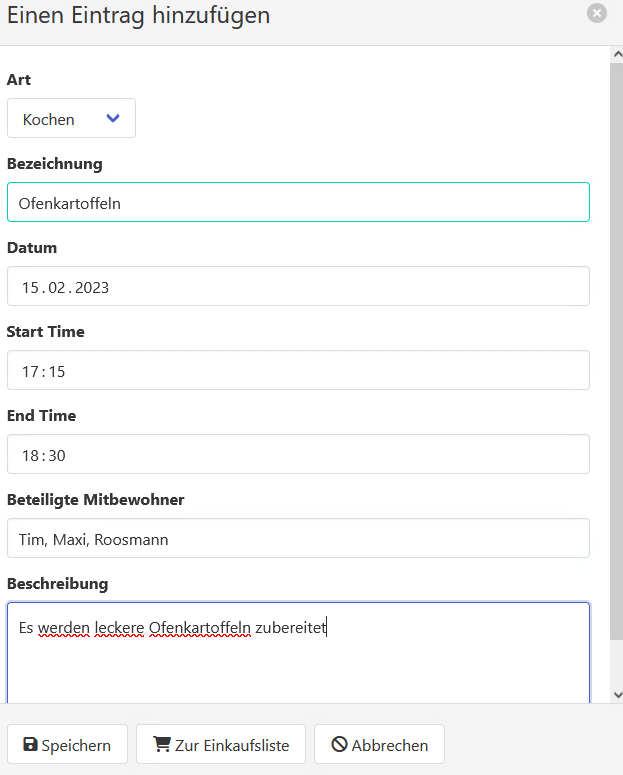 Einen Eintrag hinzufügen
Art
Kochen
Bezeichnung
Ofenkartoffeln
Datum
15.02.2023
Start Time
17:15
End Time
18:30
Beteiligte Mitbewohner
Tim, Maxi, Roosmann
Beschreibung
Es werden leckere Ofenkartoffeln zubereitet
Speichern Zur Einkaufsliste Abbrechen